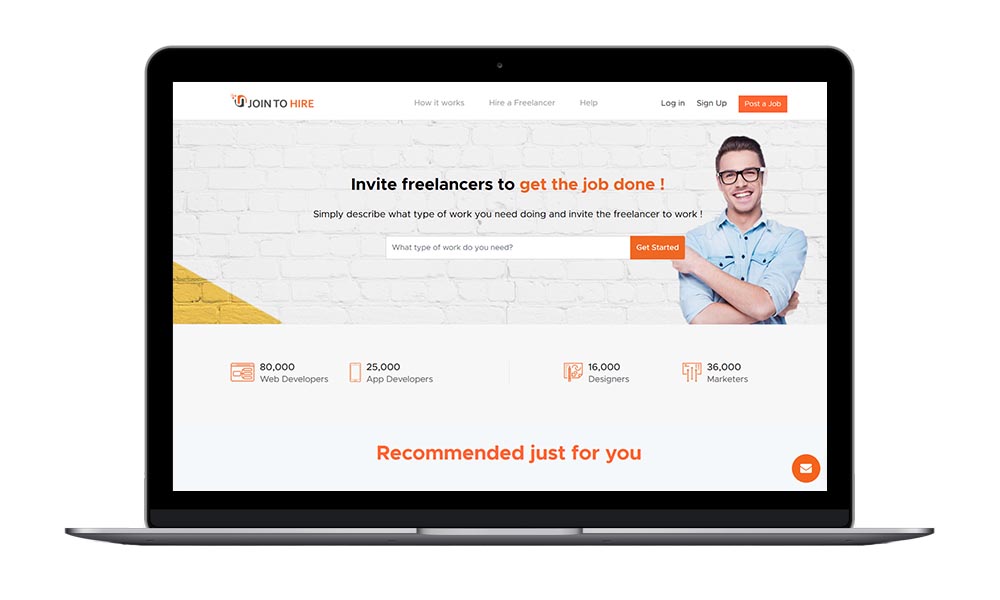 JOIN TO HIRE
How it works
Hire a Freelancer
Help
Log in
Sign Up
Post a Job
Invite freelancers to get the job done !
Simply describe what type of work you need doing and invite the freelancer to work !
What type of work do you need?
Get Started
80,000
Web Developers
25,000
App Developers
16,000
Designers
36,000
Marketers
Recommended just for you